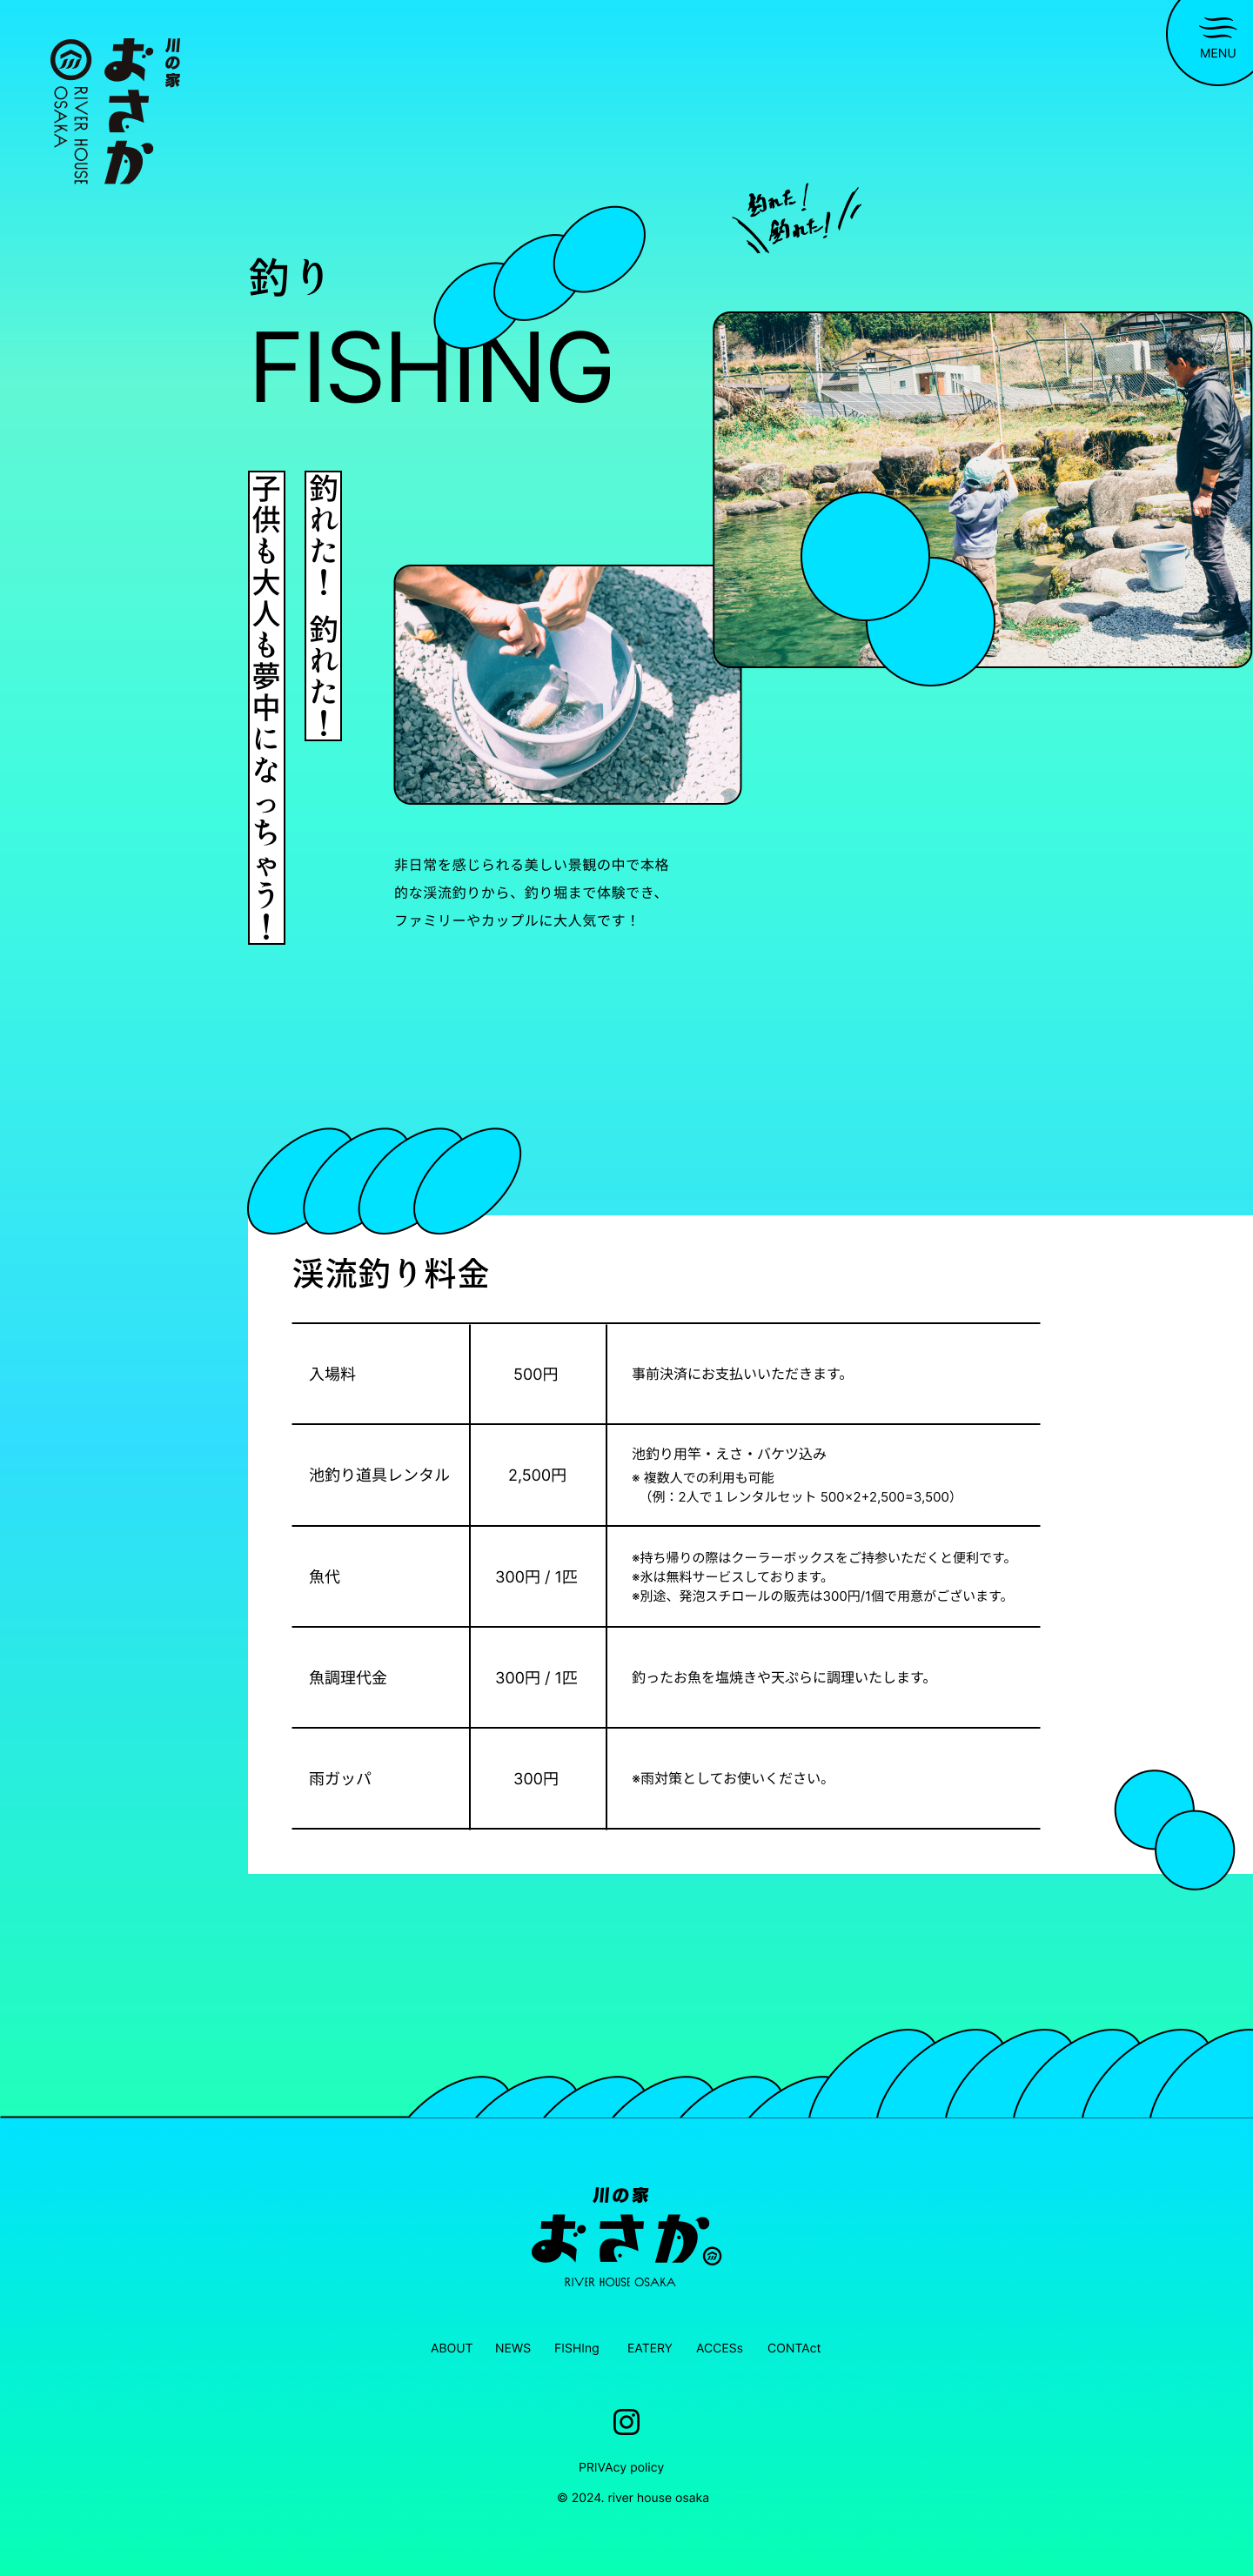 川の家
おさか
RIVER HOUSE
OSAKA
MENU
釣れた！
釣れた！
釣り
FISHING
釣れた！ 釣れた！
子供も大人も夢中になっちゃう！
非日常を感じられる美しい景観の中で本格
的な渓流釣りから、釣り堀まで体験でき、
ファミリーやカップルに大人気です！
渓流釣り料金
入場料 500円 事前決済にお支払いいただきます。
池釣り道具レンタル 2,500円 池釣り用竿・えさ・バケツ込み
※ 複数人での利用も可能
（例：2人で１レンタルセット 500×2+2,500=3,500）
魚代 300円 / 1匹 ※持ち帰りの際はクーラーボックスをご持参いただくと便利です。
※氷は無料サービスしております。
※別途、発泡スチロールの販売は300円/1個で用意がございます。
魚調理代金 300円 / 1匹 釣ったお魚を塩焼きや天ぷらに調理いたします。
雨ガッパ 300円 ※雨対策としてお使いください。
川の家
おさか
RIVER HOUSE OSAKA
ABOUT NEWS FISHIng EATERY ACCESs CONTAct
PRIVAcy policy
© 2024. river house osaka